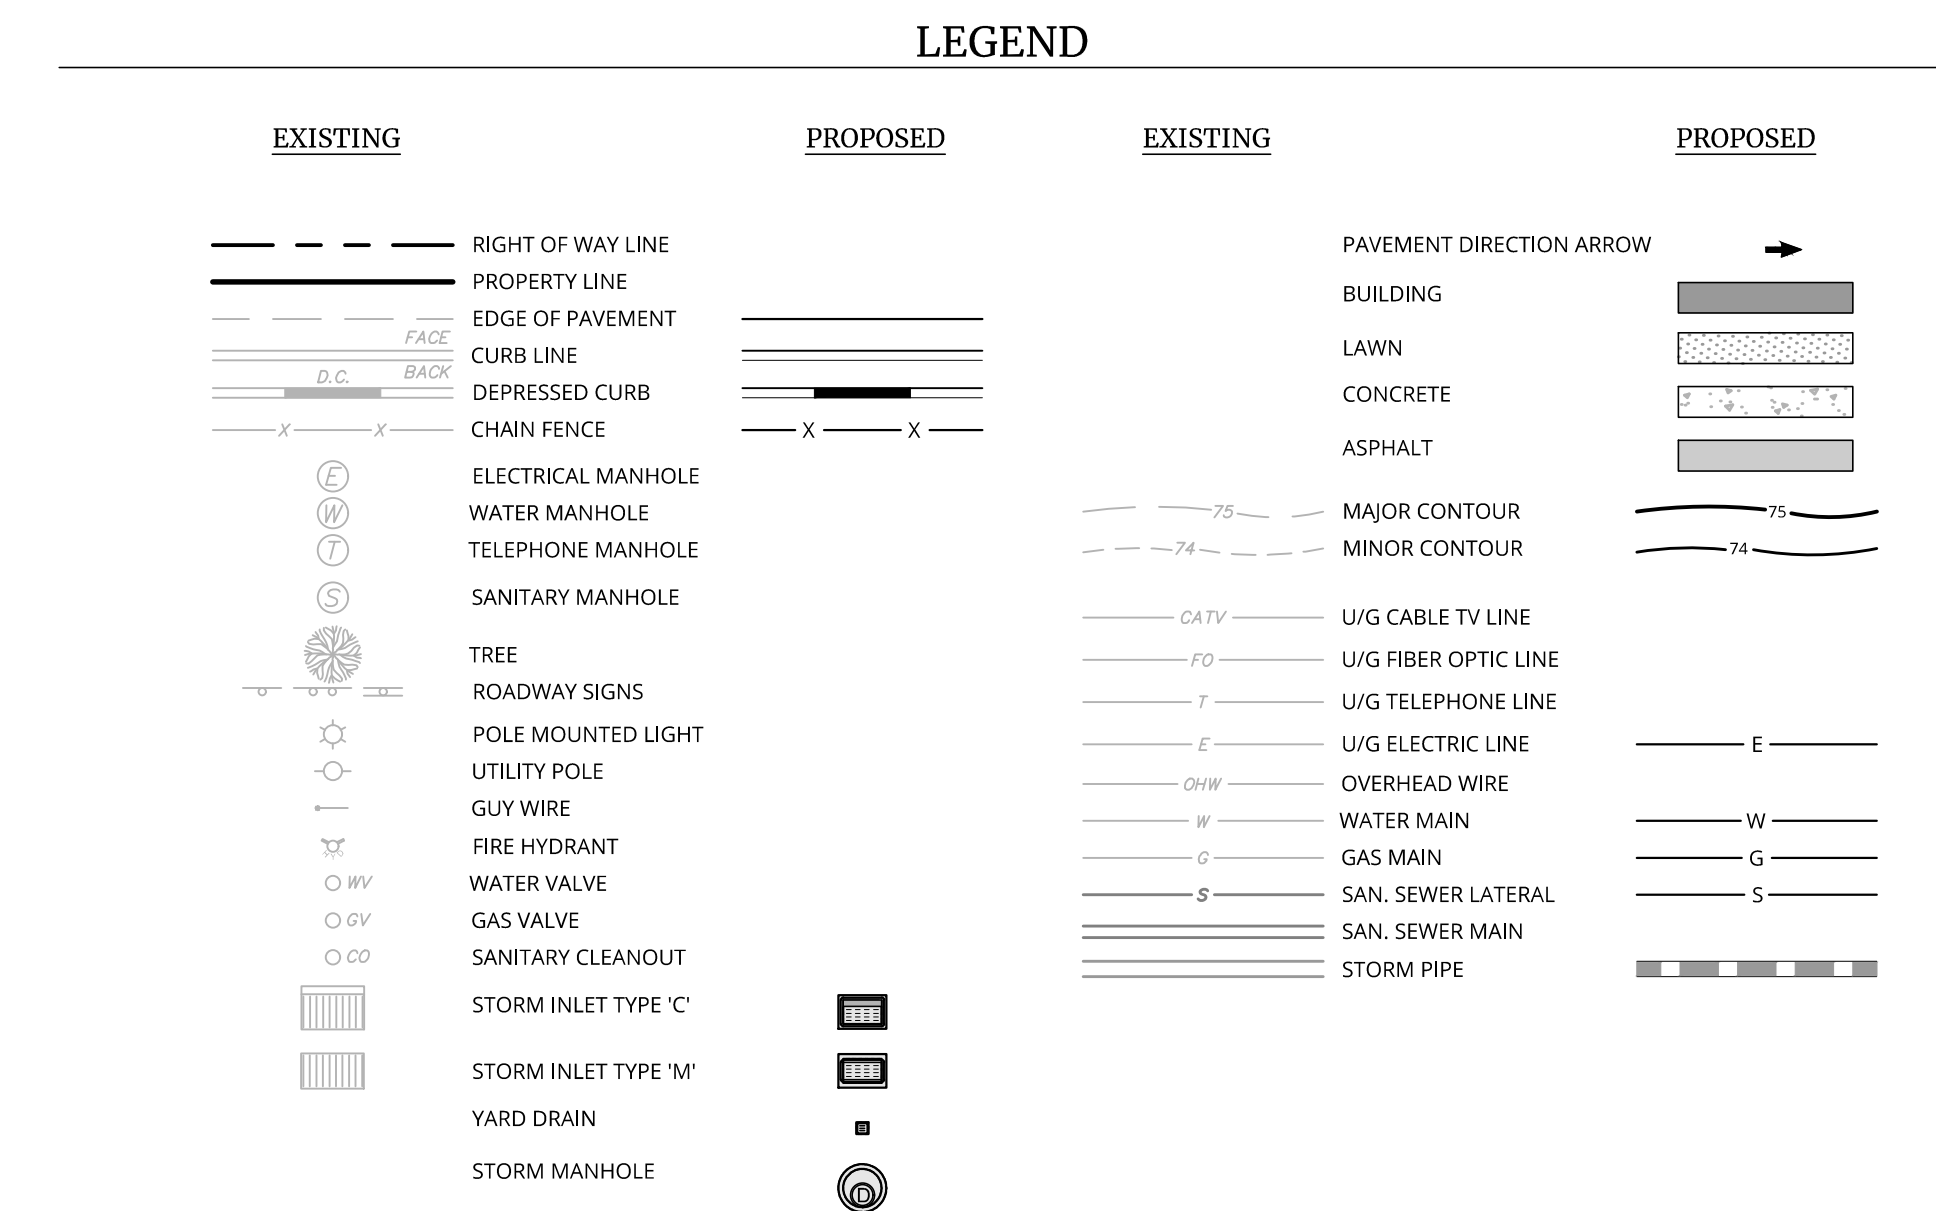 LEGEND
EXISTING PROPOSED EXISTING PROPOSED
RIGHT OF WAY LINE
PROPERTY LINE
EDGE OF PAVEMENT
FACE
CURB LINE
BACK
D.C.
DEPRESSED CURB
X X CHAIN FENCE X X
E ELECTRICAL MANHOLE
W WATER MANHOLE
T TELEPHONE MANHOLE
S SANITARY MANHOLE
TREE
ROADWAY SIGNS
POLE MOUNTED LIGHT
UTILITY POLE
GUY WIRE
FIRE HYDRANT
WV WATER VALVE
GV GAS VALVE
CO SANITARY CLEANOUT
STORM INLET TYPE 'C'
STORM INLET TYPE 'M'
YARD DRAIN
STORM MANHOLE D
PAVEMENT DIRECTION ARROW
BUILDING
LAWN
CONCRETE
ASPHALT
75 MAJOR CONTOUR 75
74 MINOR CONTOUR 74
CATV U/G CABLE TV LINE
FO U/G FIBER OPTIC LINE
T U/G TELEPHONE LINE
E U/G ELECTRIC LINE E
OHW OVERHEAD WIRE
W WATER MAIN W
G GAS MAIN G
S SAN. SEWER LATERAL S
SAN. SEWER MAIN
STORM PIPE